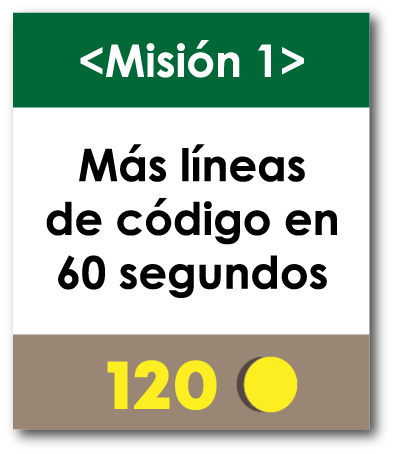 <Misión 1>
Más líneas
de código en
60 segundos
120